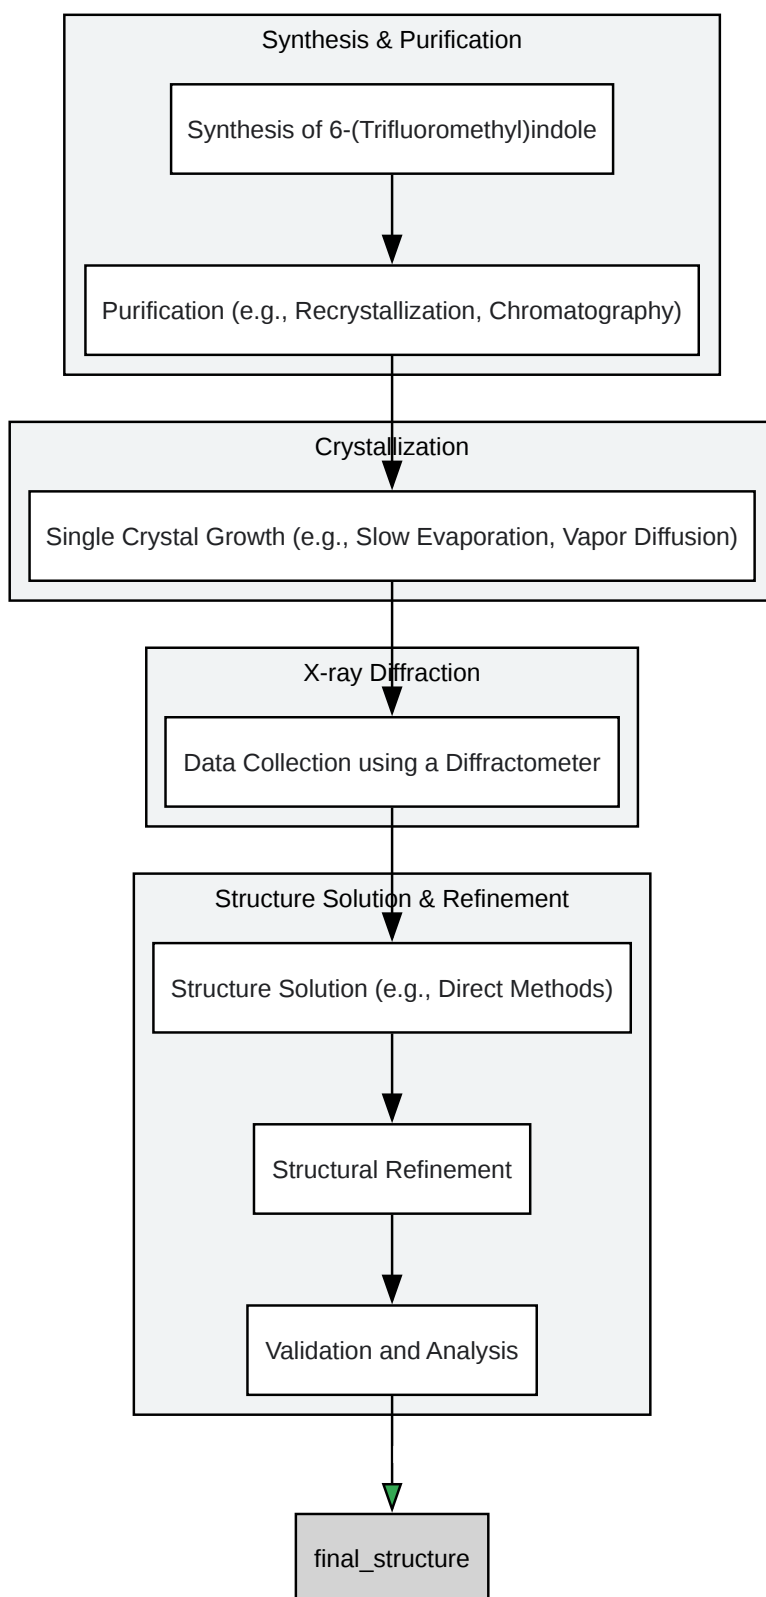 Synthesis & Purification
Synthesis of 6-(Trifluoromethyl)indole
Purification (e.g., Recrystallization, Chromatography)
Crystallization
Single Crystal Growth (e.g., Slow Evaporation, Vapor Diffusion)
X-ray Diffraction
Data Collection using a Diffractometer
Structure Solution & Refinement
Structure Solution (e.g., Direct Methods)
Structural Refinement
Validation and Analysis
final_structure